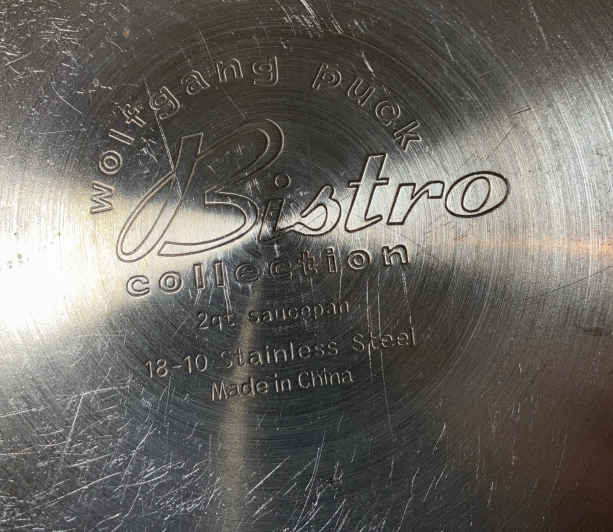 wolfgang puck
Bistro
collection
2qt saucepan
18-10 Stainless Steel
Made in China